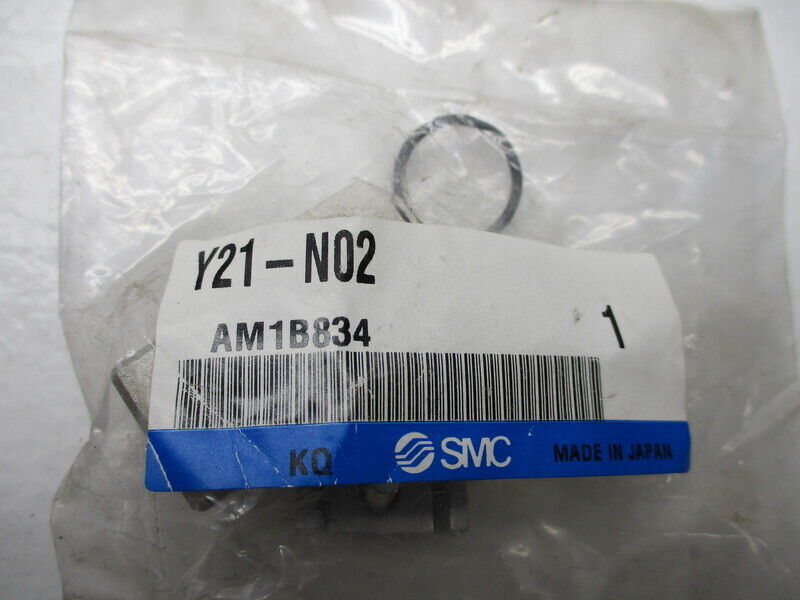 Y21-N02
AM1B834 1
KQ SMC MADE IN JAPAN